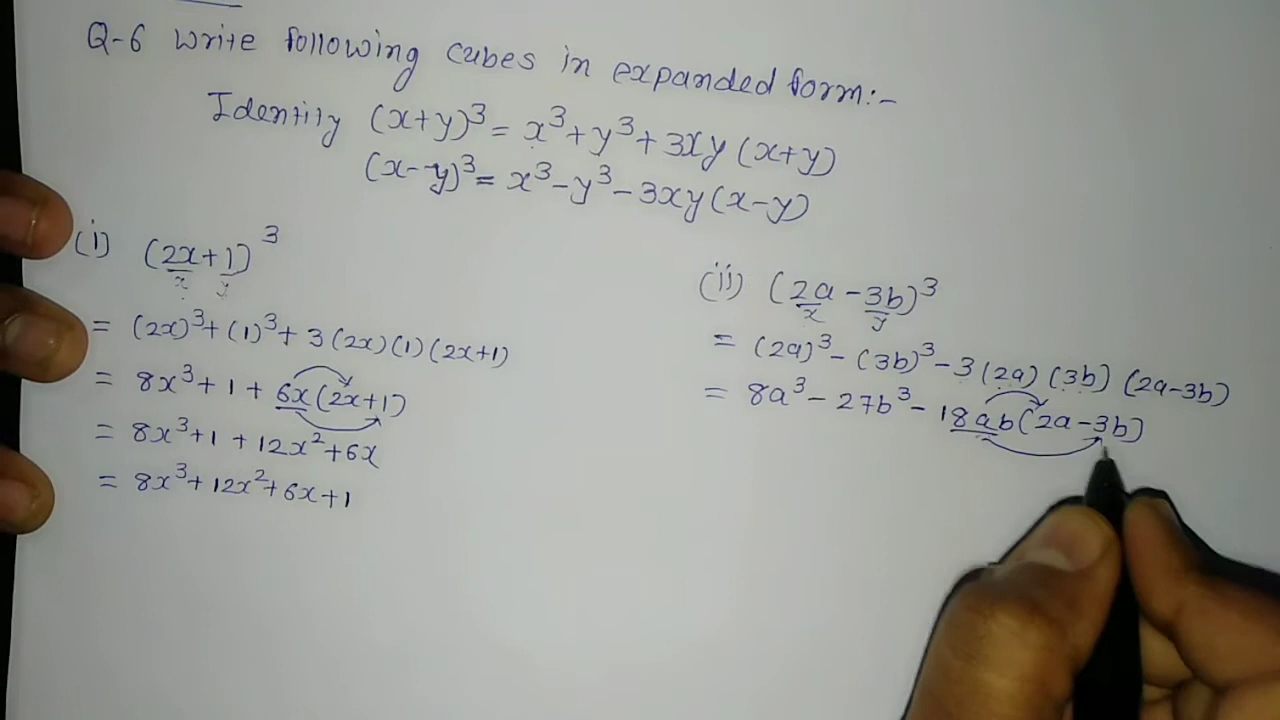 Q-6 Write following cubes in expanded form:-
Identity (x+y)³ = x³+y³+3xy(x+y)
(x-y)³ = x³-y³-3xy(x-y)
(i) (2x+1)³
x y
= (2x)³+(1)³+3(2x)(1)(2x+1)
= 8x³+1+6x(2x+1)
= 8x³+1+12x²+6x
= 8x³+12x²+6x+1
(ii) (2a-3b)³
x y
= (2a)³-(3b)³-3(2a)(3b)(2a-3b)
= 8a³-27b³-18ab(2a-3b)